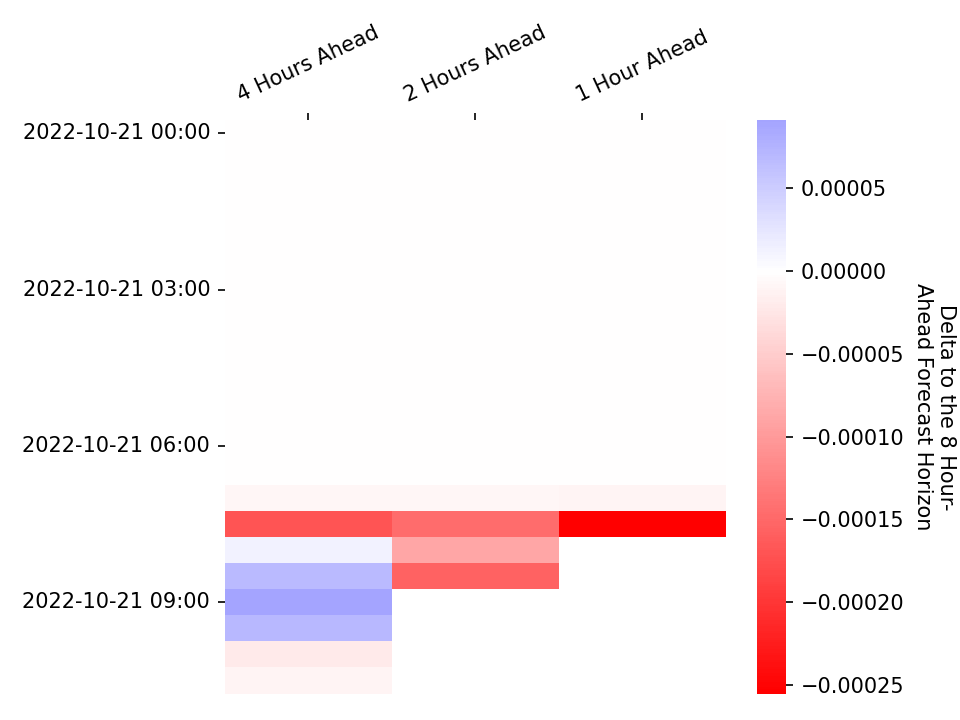 4 Hours Ahead
2 Hours Ahead
1 Hour Ahead
2022-10-21 00:00
2022-10-21 03:00
2022-10-21 06:00
2022-10-21 09:00
0.00005
0.00000
−0.00005
−0.00010
−0.00015
−0.00020
−0.00025
Delta to the 8 Hour-
Ahead Forecast Horizon